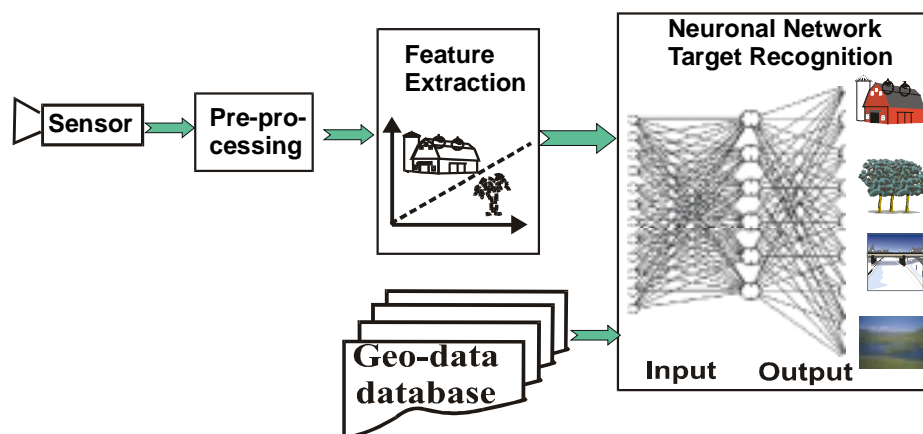 Sensor
Pre-pro-
cessing
Feature
Extraction
Neuronal Network
Target Recognition
Geo-data
database
Input
Output